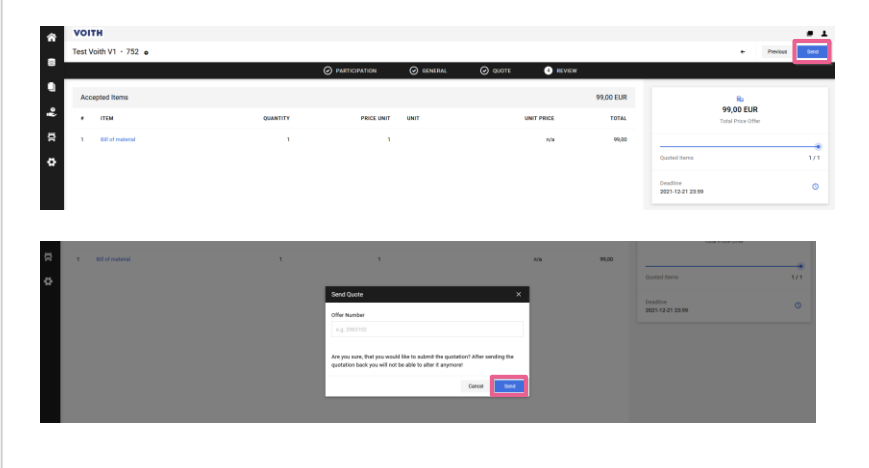 VOITH
Test Voith V1 - 752
Previous Send
PARTICIPATION GENERAL QUOTE 4 REVIEW
Accepted Items 99,00 EUR
# ITEM QUANTITY PRICE UNIT UNIT UNIT PRICE TOTAL
1 Bill of material 1 1 n/a 99,00
99,00 EUR
Total Price Offer
Quoted Items 1 / 1
Deadline
2021-12-21 23:59
1 Bill of material 1 1 n/a 99,00
Quoted Items 1 / 1
Deadline
2021-12-21 23:59
Send Quote
Offer Number
Are you sure, that you would like to submit the quotation? After sending the
quotation back you will not be able to alter it anymore!
Cancel Send